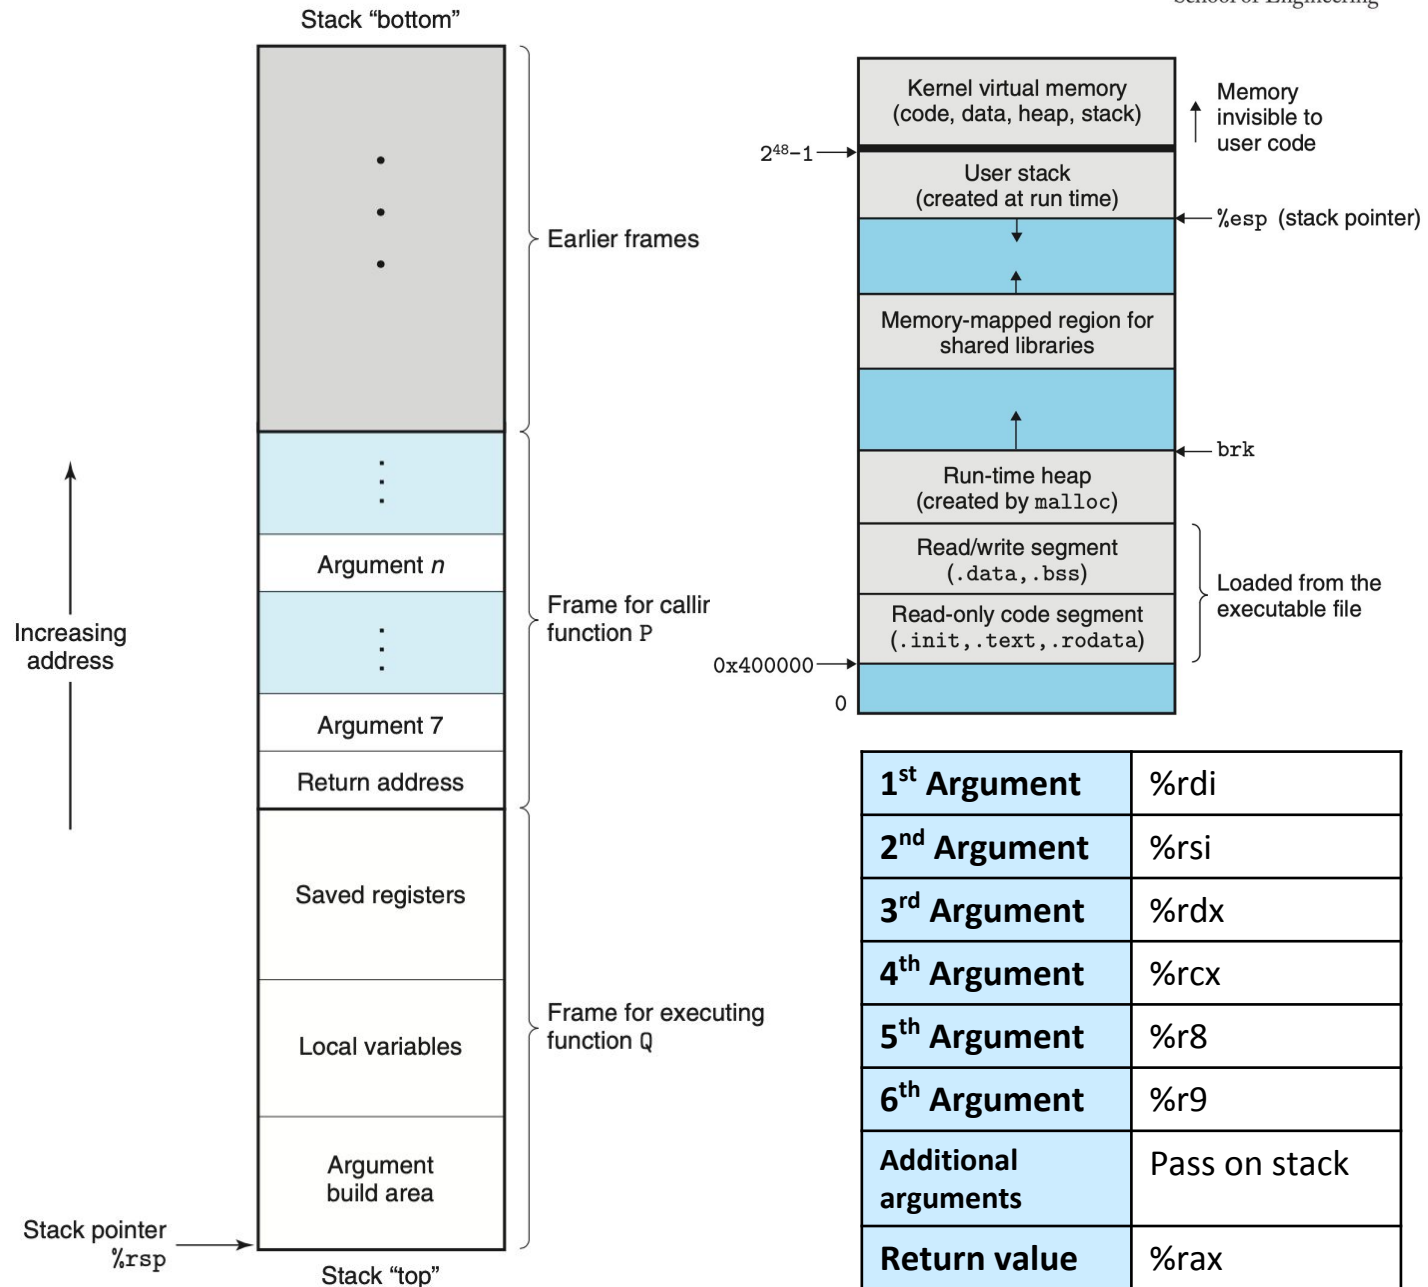 School of Engineering
Stack “bottom”
Earlier frames
Argument n
Frame for callir
function P
Argument 7
Return address
Increasing
address
Saved registers
Local variables
Frame for executing
function Q
Argument
build area
Stack pointer
%rsp
Stack “top”
Kernel virtual memory
(code, data, heap, stack)
Memory
invisible to
user code
2⁴⁸−1
User stack
(created at run time)
%esp (stack pointer)
Memory-mapped region for
shared libraries
brk
Run-time heap
(created by malloc)
Read/write segment
(.data,.bss)
Loaded from the
executable file
Read-only code segment
(.init,.text,.rodata)
0x400000
0
1st Argument %rdi
2nd Argument %rsi
3rd Argument %rdx
4th Argument %rcx
5th Argument %r8
6th Argument %r9
Additional
arguments
Pass on stack
Return value %rax